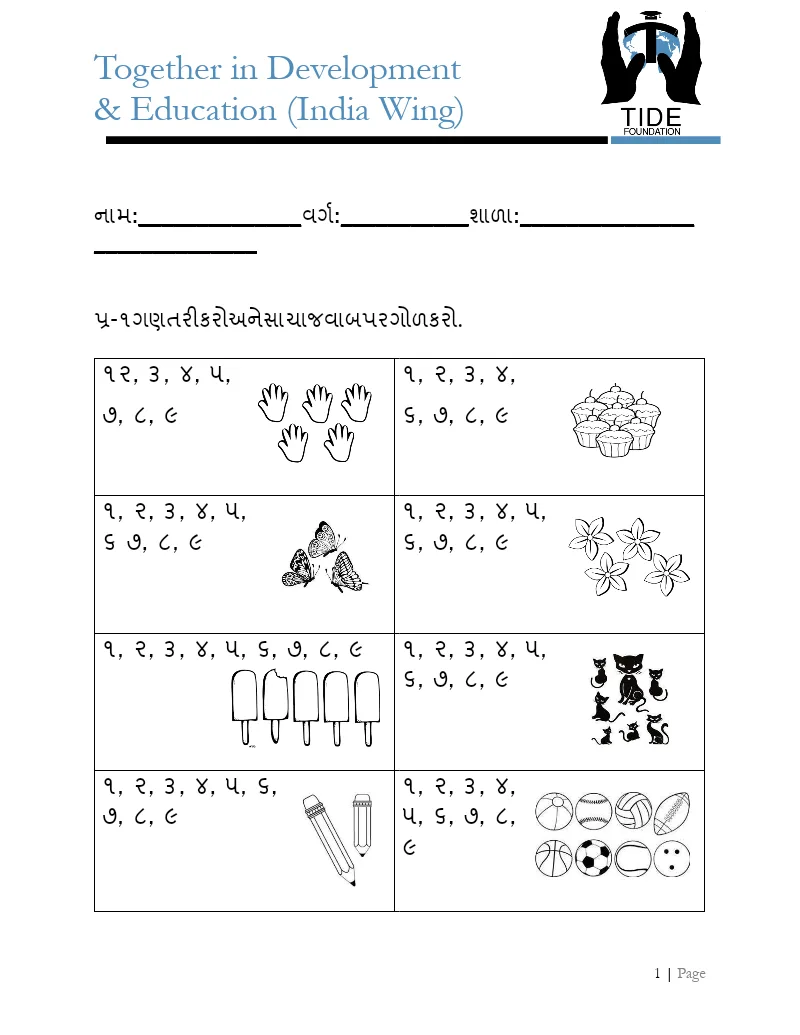 Together in Development
& Education (India Wing)
TIDE
FOUNDATION
નામ:______________વર્ગ:___________શાળા:_______________
______________
પ્ર-૧ગણતરીકરોઅનેસાચાજવાબપરગોળકરો.
૧૨, ૩, ૪, ૫,
૭, ૮, ૯
૧, ૨, ૩, ૪,
૬, ૭, ૮, ૯
૧, ૨, ૩, ૪, ૫,
૬ ૭, ૮, ૯
૧, ૨, ૩, ૪, ૫,
૬, ૭, ૮, ૯
૧, ૨, ૩, ૪, ૫, ૬, ૭, ૮, ૯
૧, ૨, ૩, ૪, ૫,
૬, ૭, ૮, ૯
૧, ૨, ૩, ૪, ૫, ૬,
૭, ૮, ૯
૧, ૨, ૩, ૪,
૫, ૬, ૭, ૮,
૯
1 | Page